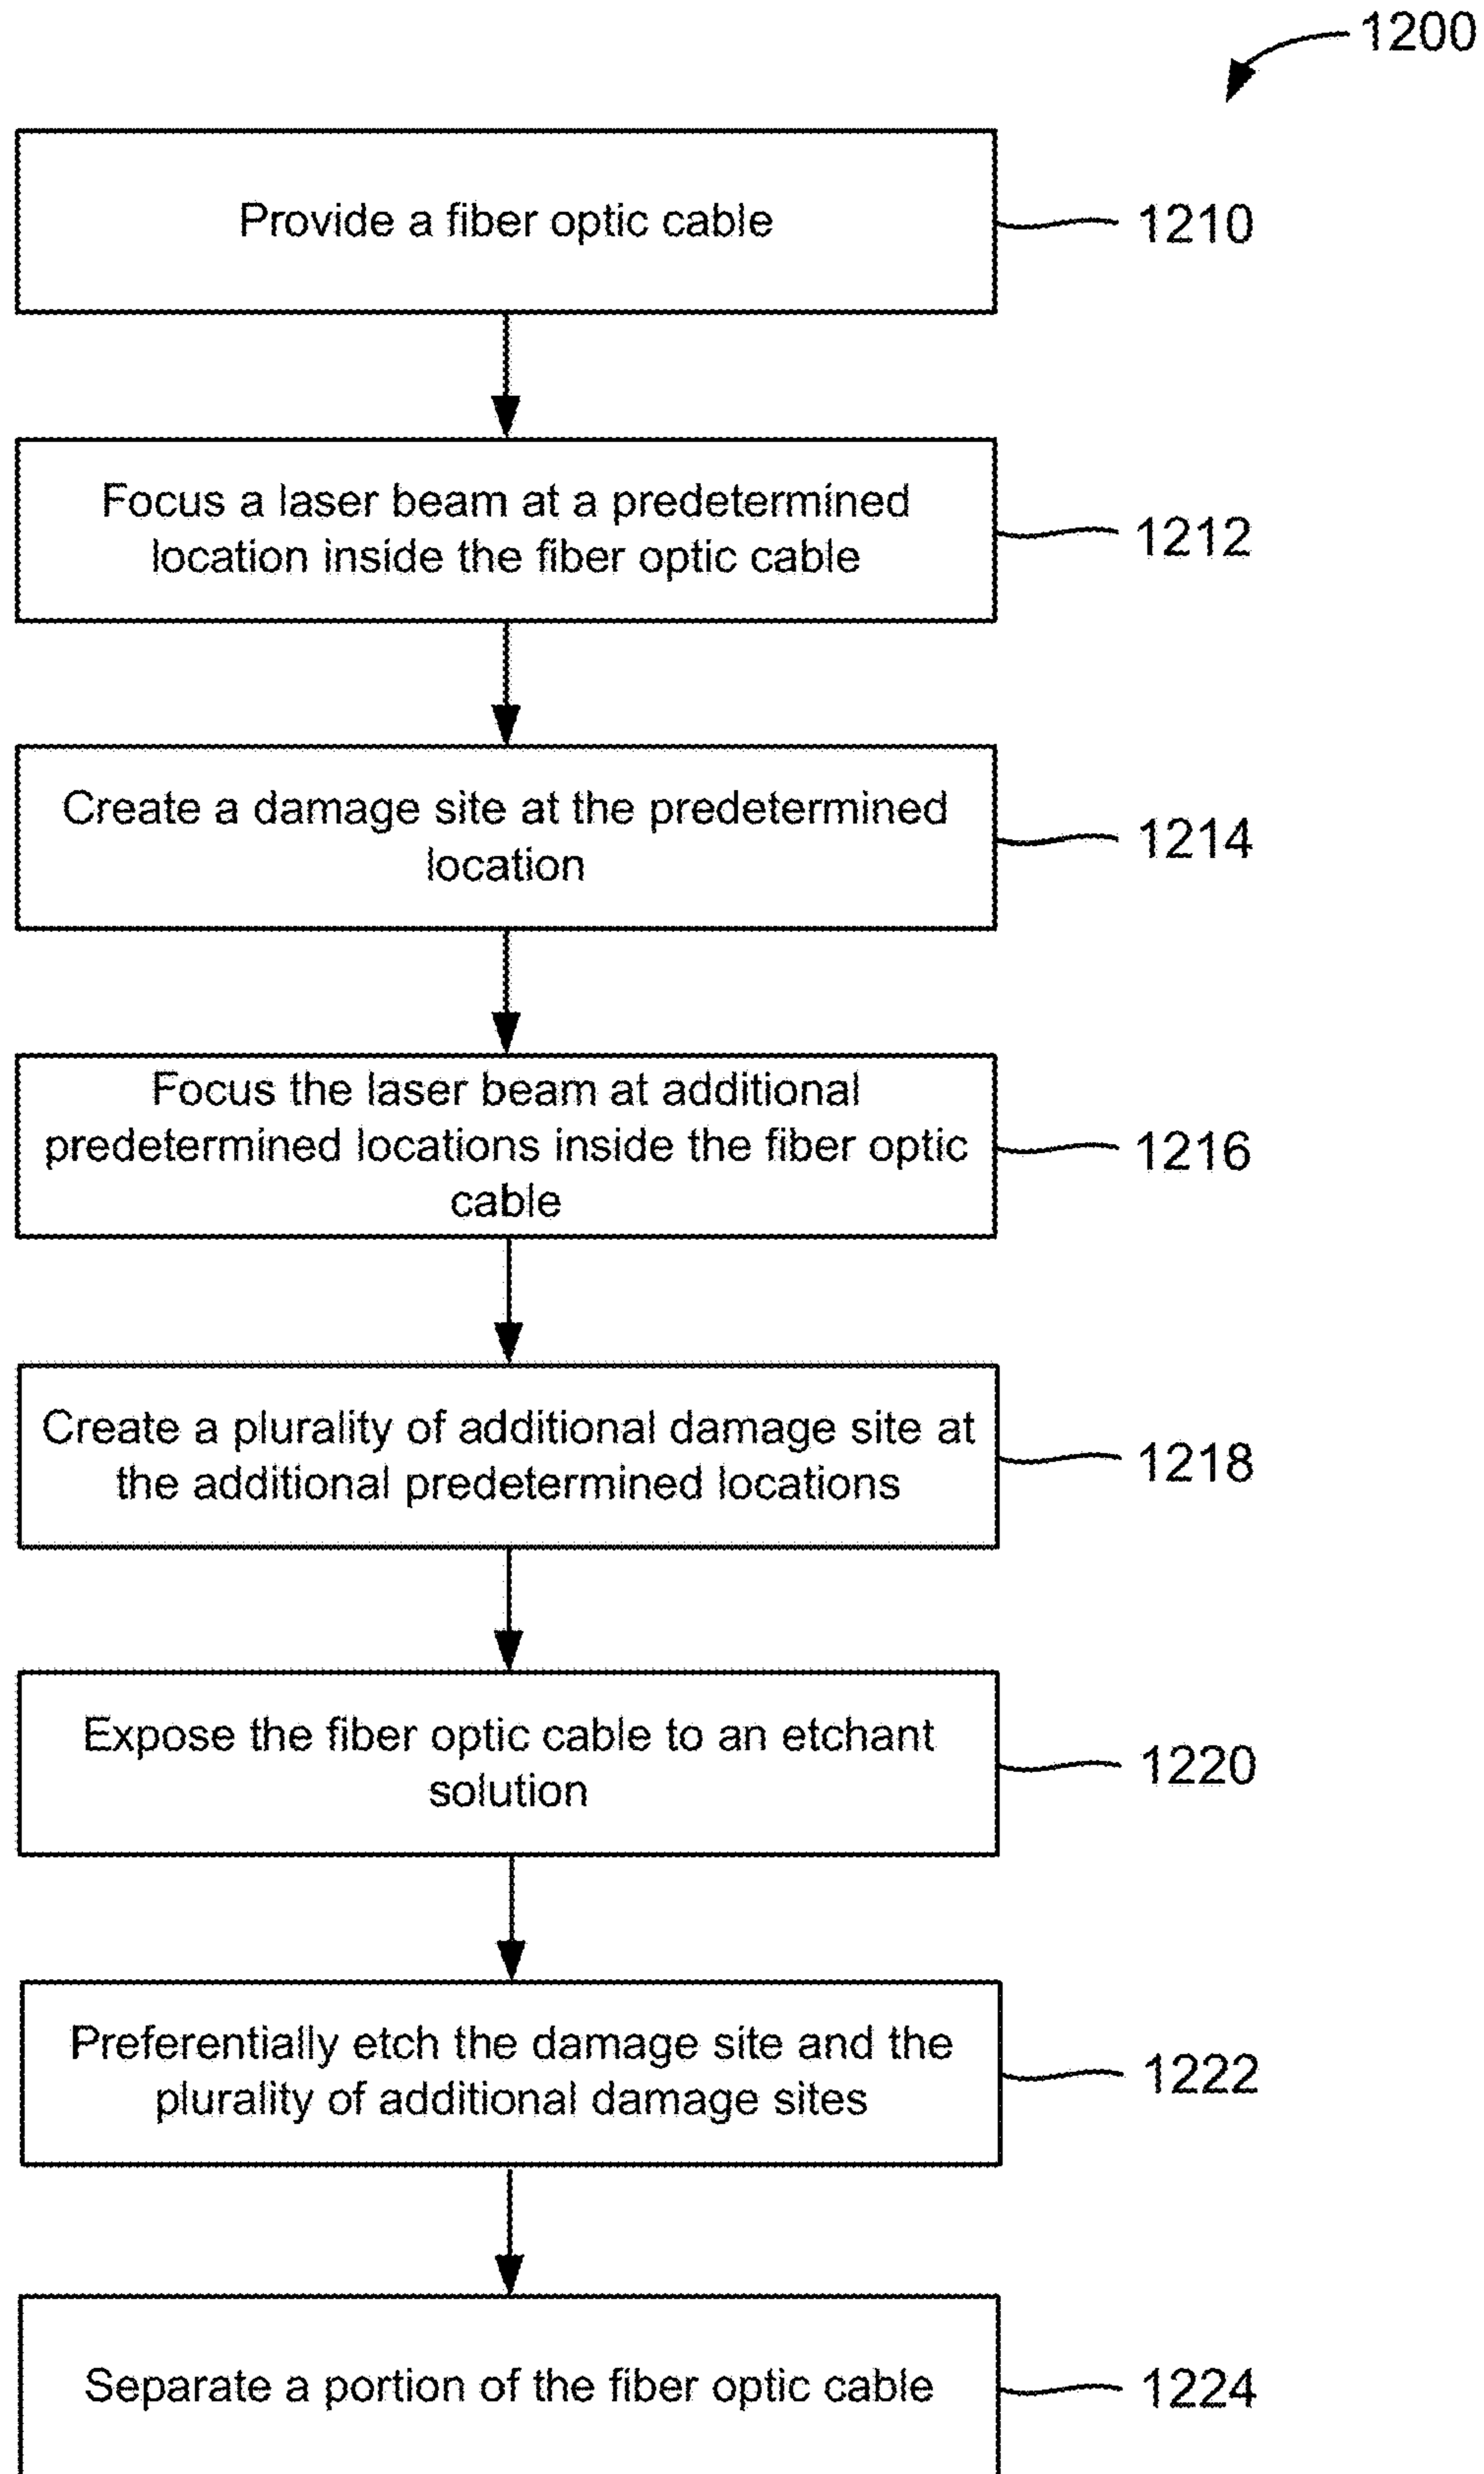 1200
Provide a fiber optic cable
1210
Focus a laser beam at a predetermined
location inside the fiber optic cable
1212
Create a damage site at the predetermined
location
1214
Focus the laser beam at additional
predetermined locations inside the fiber optic
cable
1216
Create a plurality of additional damage site at
the additional predetermined locations
1218
Expose the fiber optic cable to an etchant
solution
1220
Preferentially etch the damage site and the
plurality of additional damage sites
1222
Separate a portion of the fiber optic cable
1224